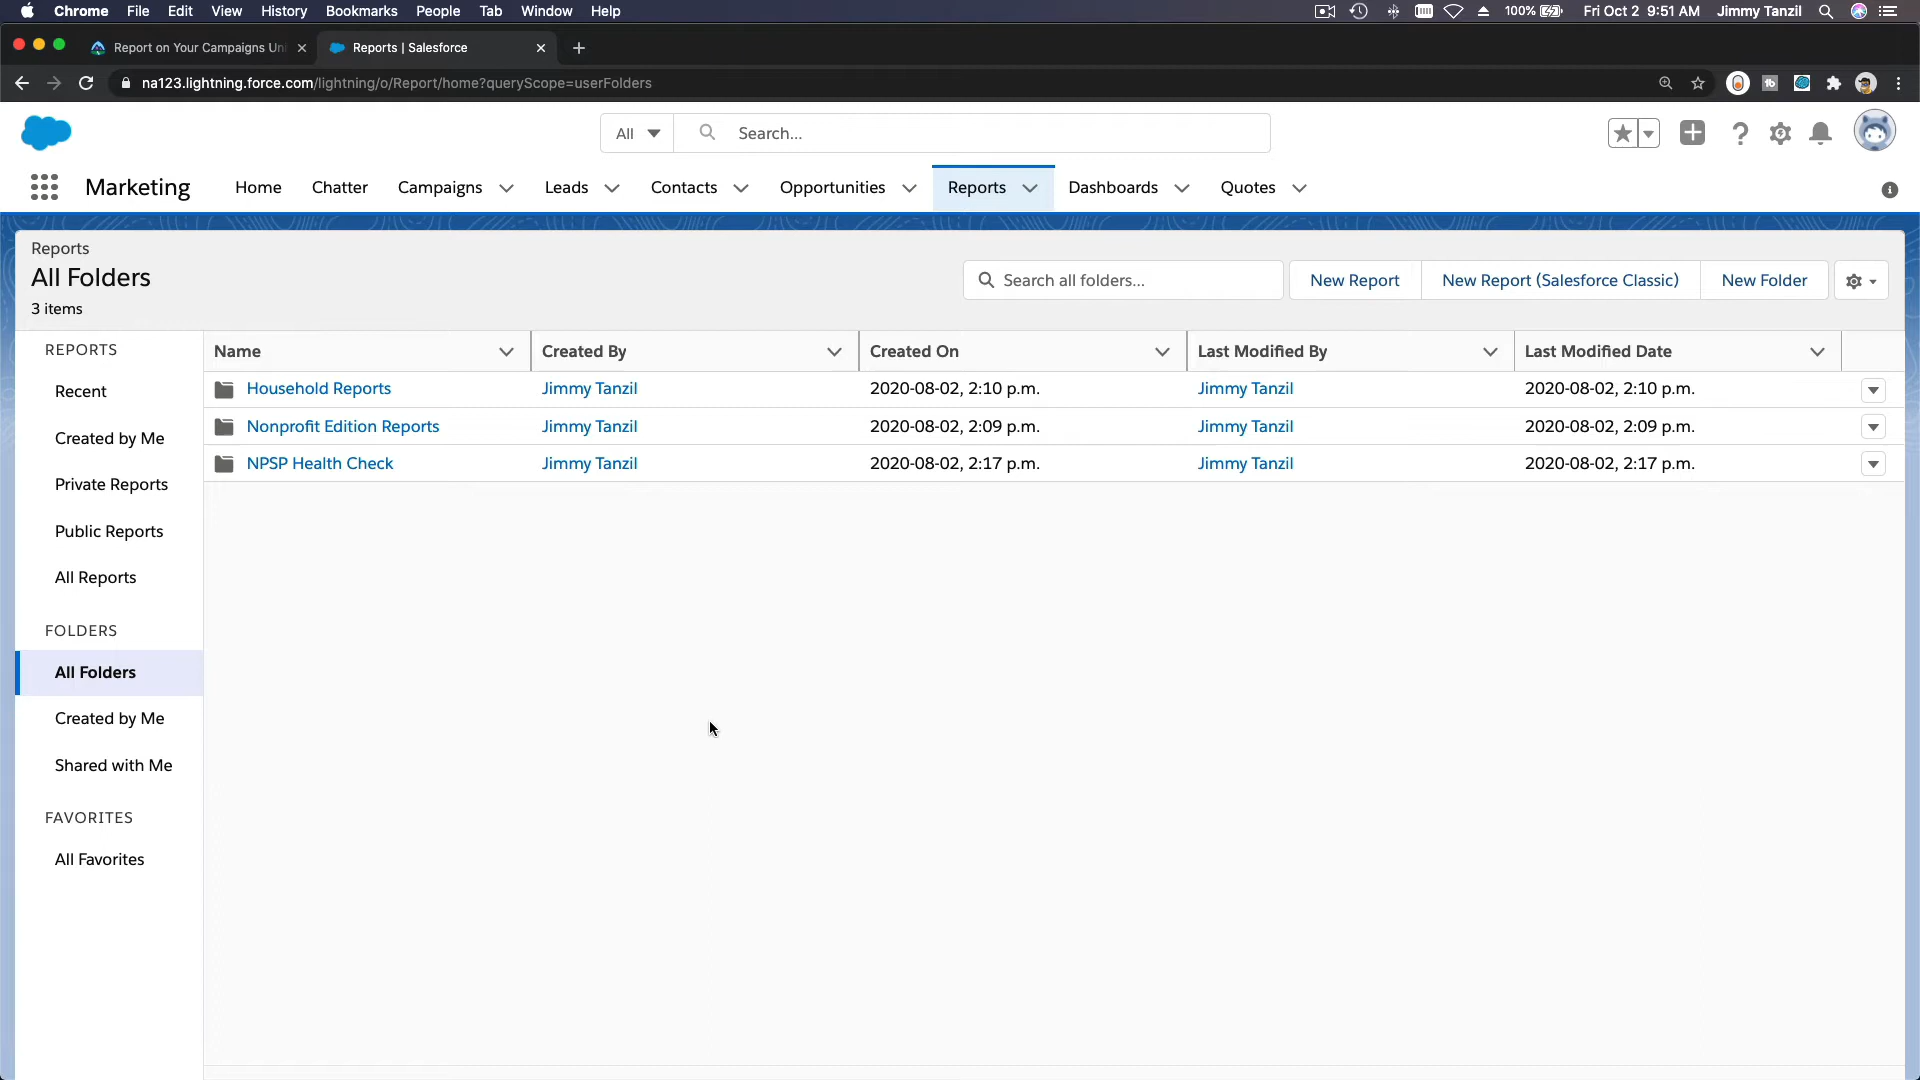 Chrome File Edit View History Bookmarks People Tab Window Help 100% Fri Oct 2 9:51 AM Jimmy Tanzil
Report on Your Campaigns Uni Reports | Salesforce
na123.lightning.force.com/lightning/o/Report/home?queryScope=userFolders
All Search...
Marketing Home Chatter Campaigns Leads Contacts Opportunities Reports Dashboards Quotes
Reports
All Folders
3 items
Search all folders... New Report New Report (Salesforce Classic) New Folder
REPORTS
Recent
Created by Me
Private Reports
Public Reports
All Reports
FOLDERS
All Folders
Created by Me
Shared with Me
FAVORITES
All Favorites
Name Created By Created On Last Modified By Last Modified Date
Household Reports Jimmy Tanzil 2020-08-02, 2:10 p.m. Jimmy Tanzil 2020-08-02, 2:10 p.m.
Nonprofit Edition Reports Jimmy Tanzil 2020-08-02, 2:09 p.m. Jimmy Tanzil 2020-08-02, 2:09 p.m.
NPSP Health Check Jimmy Tanzil 2020-08-02, 2:17 p.m. Jimmy Tanzil 2020-08-02, 2:17 p.m.